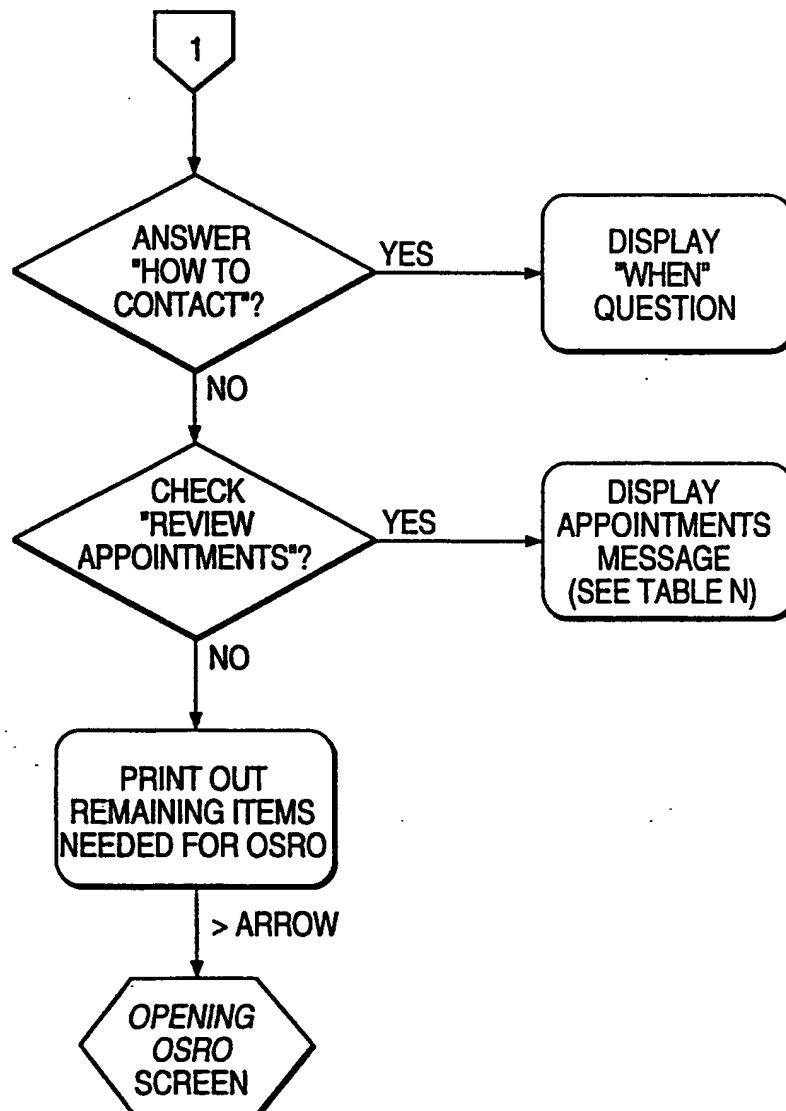 1
ANSWER
"HOW TO
CONTACT"?
YES
DISPLAY
"WHEN"
QUESTION
NO
CHECK
"REVIEW
APPOINTMENTS"?
YES
DISPLAY
APPOINTMENTS
MESSAGE
(SEE TABLE N)
NO
PRINT OUT
REMAINING ITEMS
NEEDED FOR OSRO
> ARROW
OPENING
OSRO
SCREEN